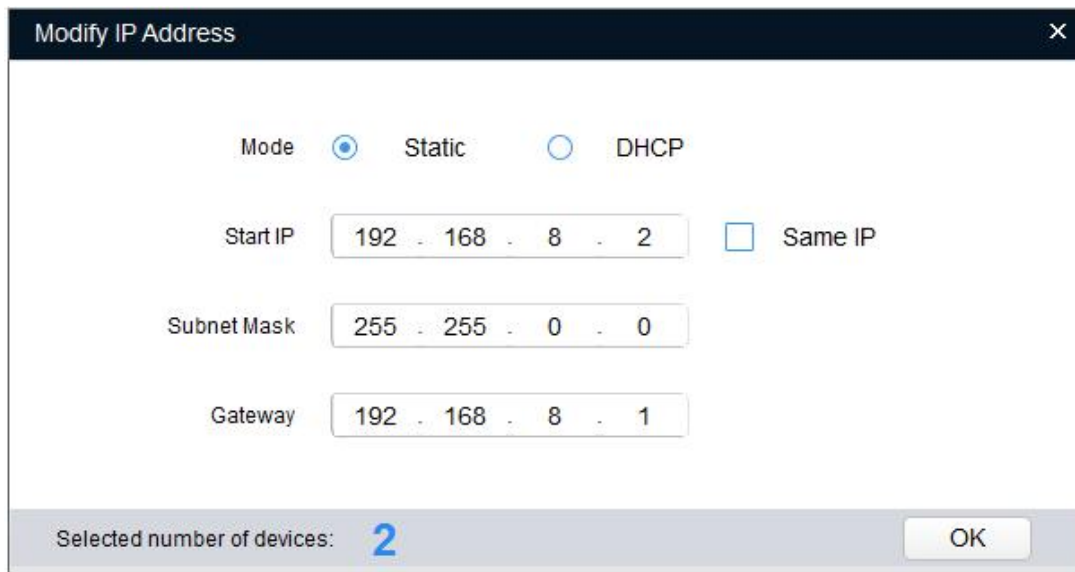 Modify IP Address
Mode Static DHCP
Start IP 192 . 168 . 8 . 2 Same IP
Subnet Mask 255 . 255 . 0 . 0
Gateway 192 . 168 . 8 . 1
Selected number of devices: 2 OK